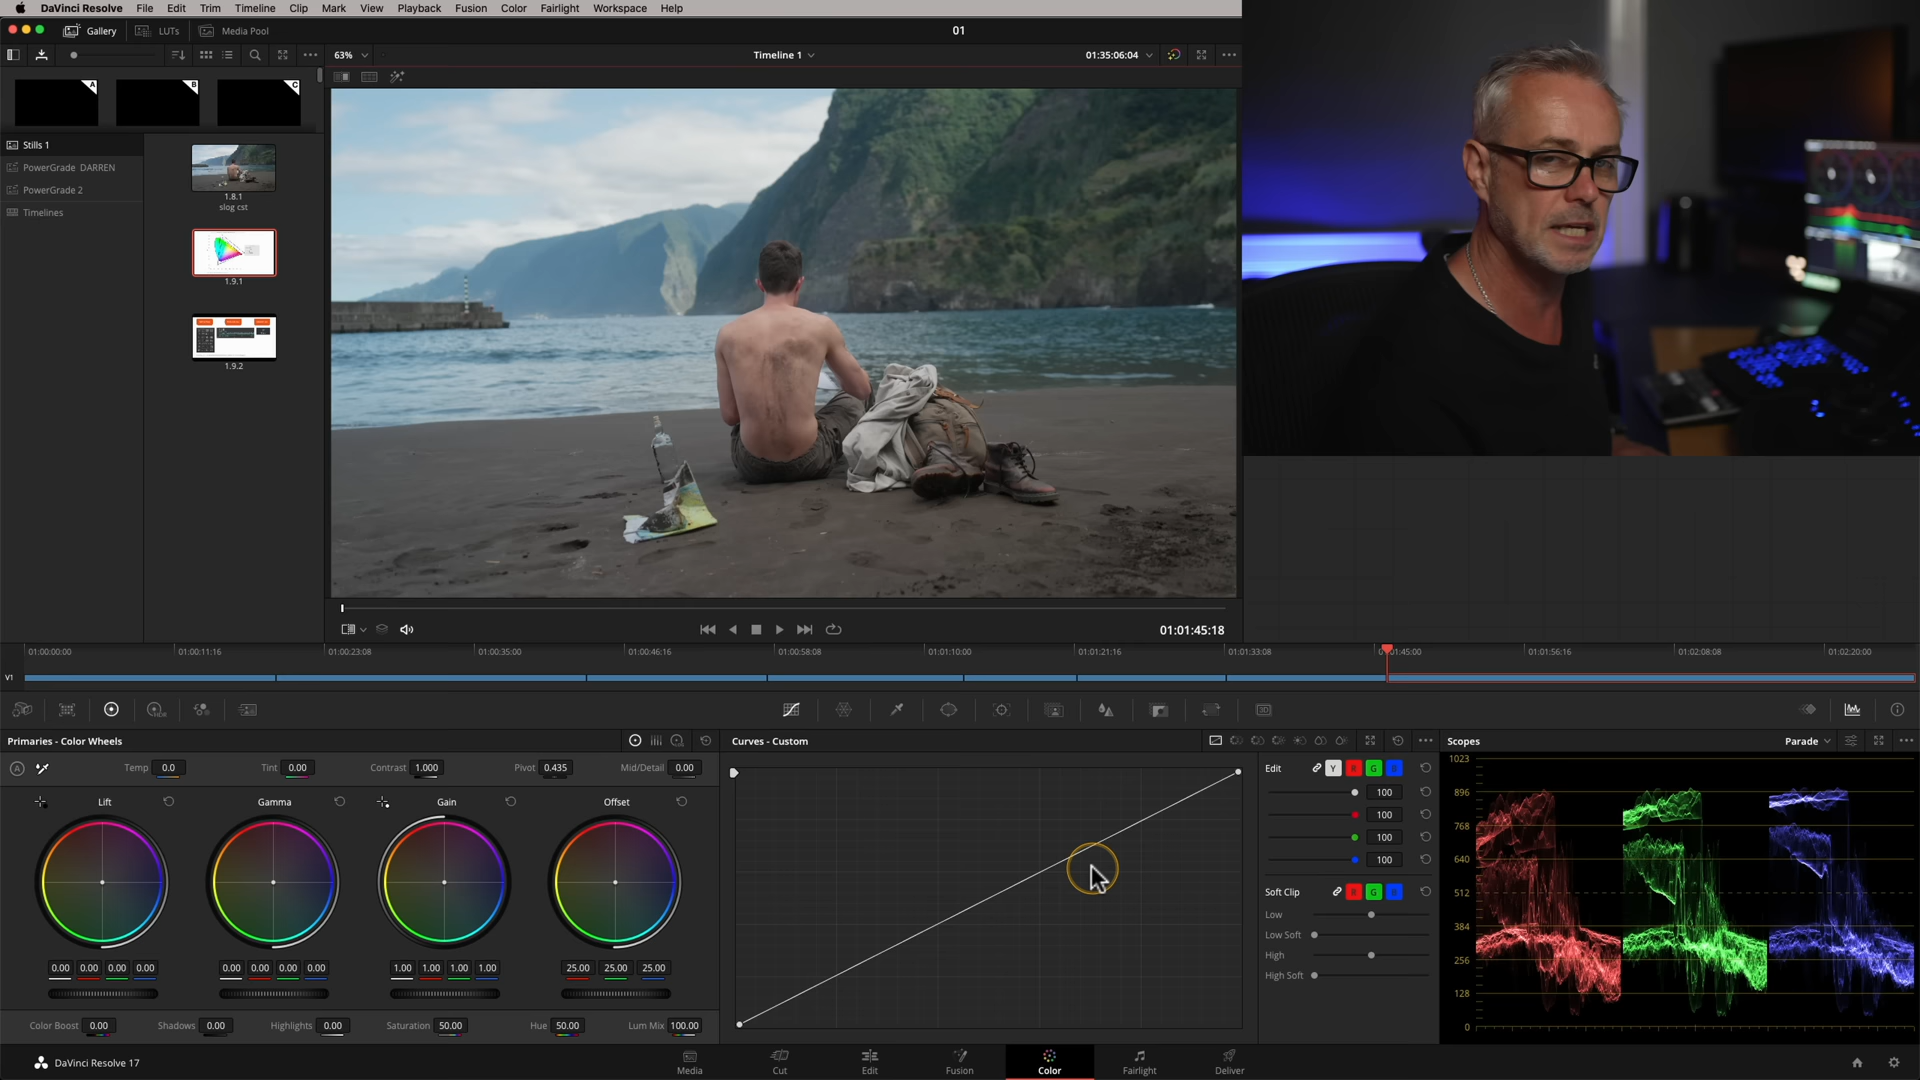 DaVinci Resolve File Edit Trim Timeline Clip Mark View Playback Fusion Color Fairlight Workspace Help
Gallery LUTs Media Pool 01
63% Timeline 1 01:35:06:04
A B C
Stills 1
PowerGrade DARREN
PowerGrade 2
Timelines
1.8.1
slog cst
1.9.1
1.9.2
01:01:45:18
01:00:00:00 01:00:11:16 01:00:23:08 01:00:35:00 01:00:46:16 01:00:58:08 01:01:10:00 01:01:21:16 01:01:33:08 01:01:45:00 01:01:56:16 01:02:08:08 01:02:20:00
V1
HDR
3D
Primaries - Color Wheels
A Temp 0.0 Tint 0.00 Contrast 1.000 Pivot 0.435 Mid/Detail 0.00
Lift Gamma Gain Offset
0.00 0.00 0.00 0.00 0.00 0.00 0.00 0.00 1.00 1.00 1.00 1.00 25.00 25.00 25.00
Color Boost 0.00 Shadows 0.00 Highlights 0.00 Saturation 50.00 Hue 50.00 Lum Mix 100.00
Curves - Custom
Edit Y R G B
100
100
100
100
Soft Clip R G B
Low
Low Soft
High
High Soft
Scopes Parade
1023
896
768
640
512
384
256
128
0
DaVinci Resolve 17
Media Cut Edit Fusion Color Fairlight Deliver